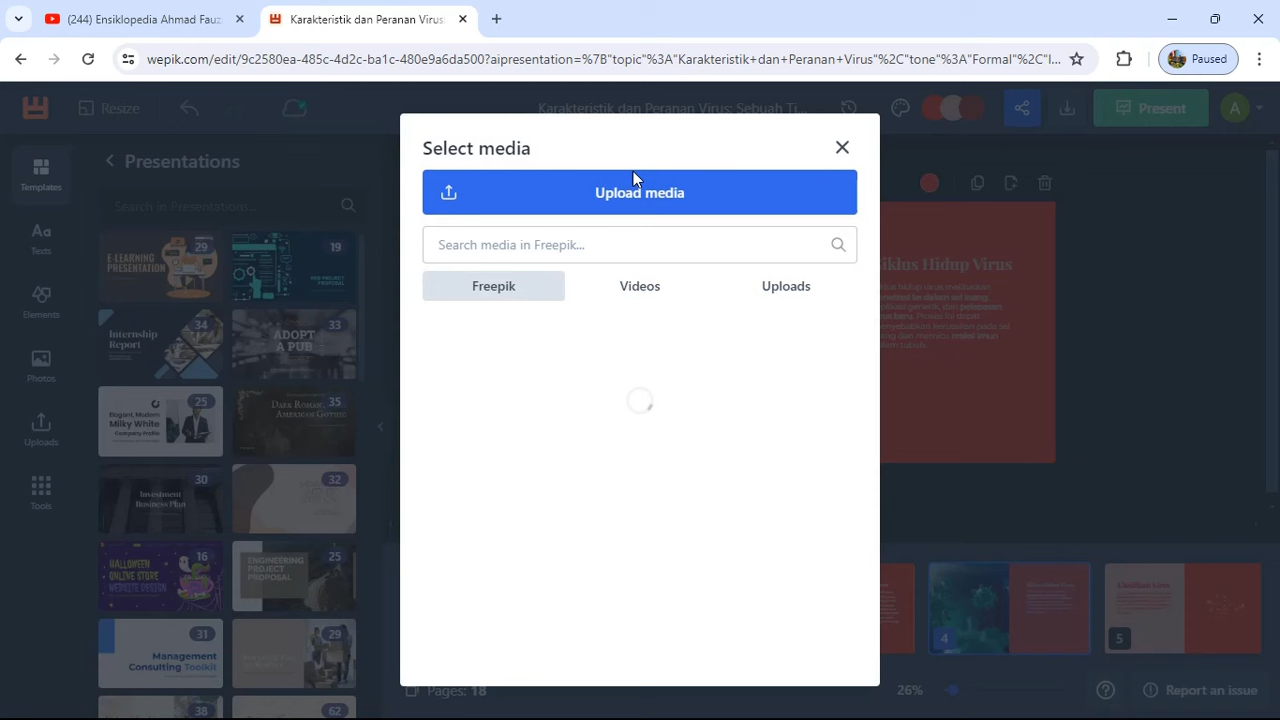 (244) Ensiklopedia Ahmad Fauz
Karakteristik dan Peranan Virus:
wepik.com/edit/9c2580ea-485c-4d2c-ba1c-480e9a6da500?aipresentation=%7B"topic"%3A"Karakteristik+dan+Peranan+Virus"%2C"tone"%3A"Formal"%2C"l...
Paused
Resize
Karakteristik dan Peranan Virus: Sebuah Ti...
Present
A
Select media
Upload media
Search media in Freepik...
Freepik
Videos
Uploads
Templates
Texts
Elements
Photos
Uploads
Tools
Presentations
Search in Presentations...
E-LEARNING
PRESENTATION
29
19
PROJECT
PROPOSAL
Internship
Report
34
ADOPT
A PUB
33
Elegant, Modern
Milky White
Company Profile
25
DARK ROMAN
AMERICAN GOTHIC
35
Investment
Business Plan
30
32
HALLOWEEN
ONLINE STORE
WEBSITE DESIGN
16
ENGINEERING
PROJECT
PROPOSAL
25
Management
Consulting Toolkit
31
29
38
62
iklus Hidup Virus
4
5
Pages: 18
26%
Report an issue